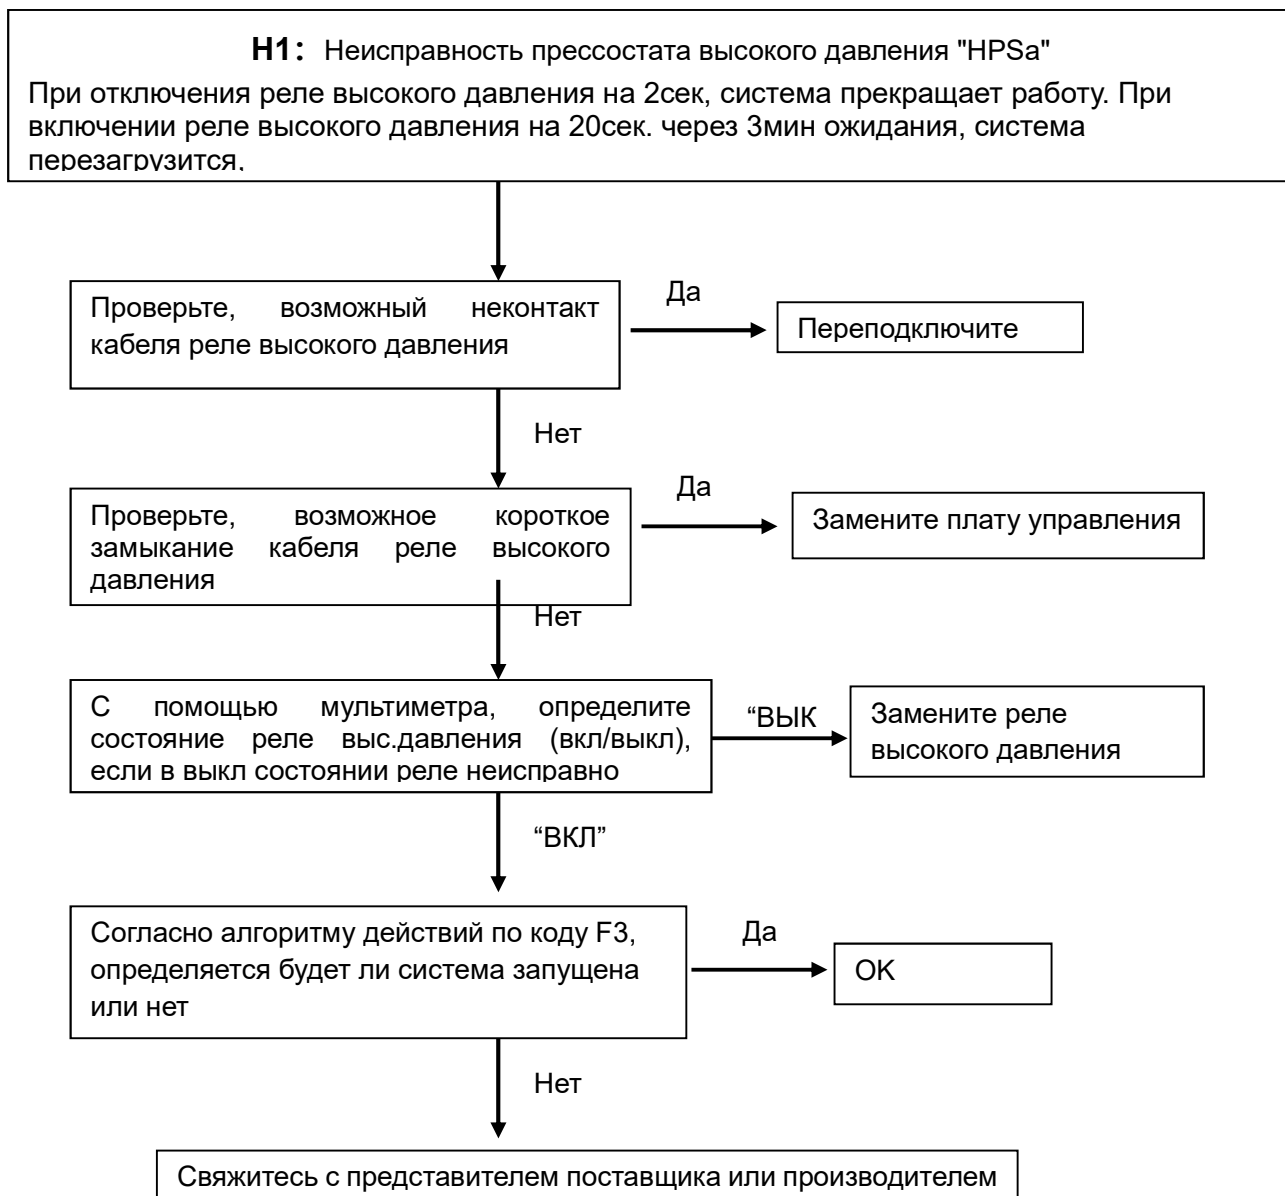 H1: Неисправность прессостата высокого давления "HPSa"
При отключения реле высокого давления на 2сек, система прекращает работу. При
включении реле высокого давления на 20сек. через 3мин ожидания, система
перезагрузится.
Проверьте, возможный неконтакт
кабеля реле высокого давления
Да
Переподключите
Нет
Проверьте, возможное короткое
замыкание кабеля реле высокого
давления
Да
Замените плату управления
Нет
С помощью мультиметра, определите
состояние реле выс.давления (вкл/выкл),
если в выкл состоянии реле неисправно
“ВЫК
Замените реле
высокого давления
“ВКЛ”
Согласно алгоритму действий по коду F3,
определяется будет ли система запущена
или нет
Да
OK
Нет
Свяжитесь с представителем поставщика или производителем